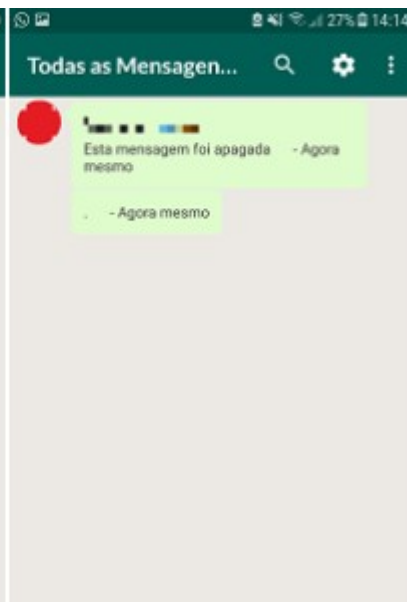 27% 14:14
Todas as Mensagen...
Esta mensagem foi apagada - Agora
mesmo
. - Agora mesmo